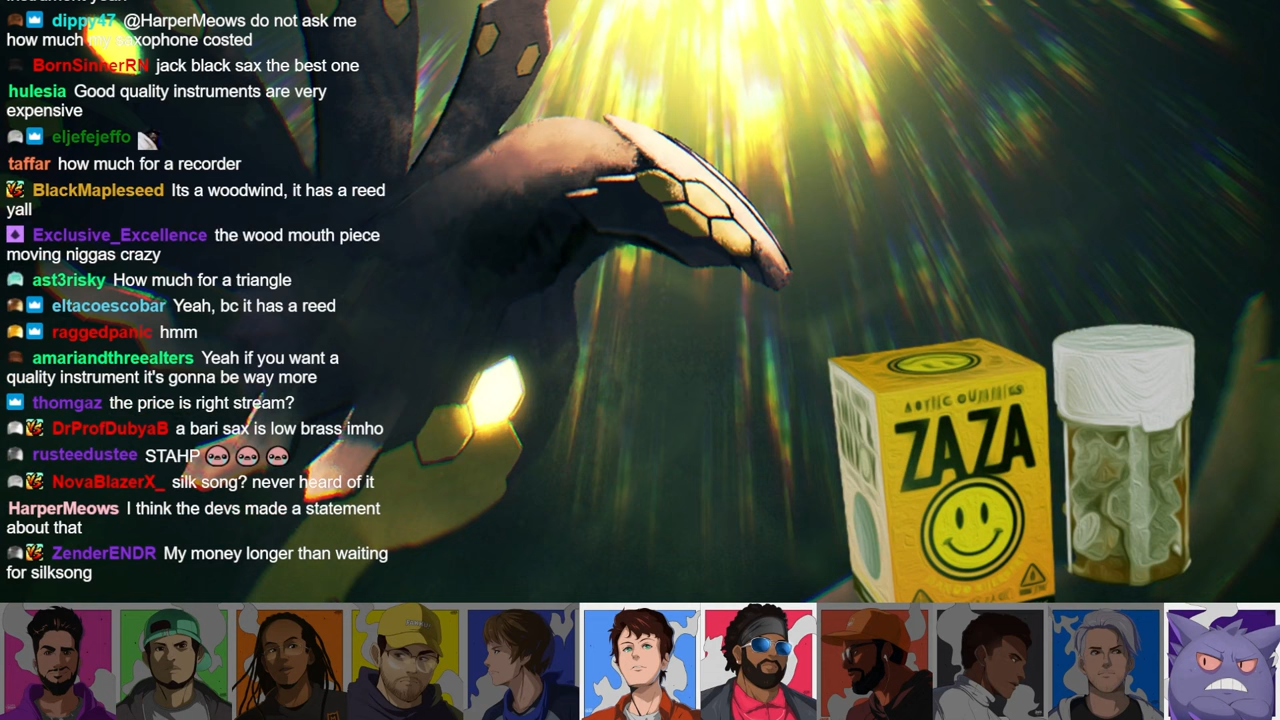 dippy47 @HarperMeows do not ask me
how much my saxophone costed
BornSinnerRN jack black sax the best one
hulesia Good quality instruments are very
expensive
eljefejeffo
taffar how much for a recorder
BlackMapleseed Its a woodwind, it has a reed
yall
Exclusive_Excellence the wood mouth piece
moving niggas crazy
ast3risky How much for a triangle
eltacoescobar Yeah, bc it has a reed
raggedpanic hmm
amariandthreealters Yeah if you want a
quality instrument it's gonna be way more
thomgaz the price is right stream?
DrProfDubyaB a bari sax is low brass imho
rusteedustee STAHP
NovaBlazerX_ silk song? never heard of it
HarperMeows I think the devs made a statement
about that
ZenderENDR My money longer than waiting
for silksong
ZAZA